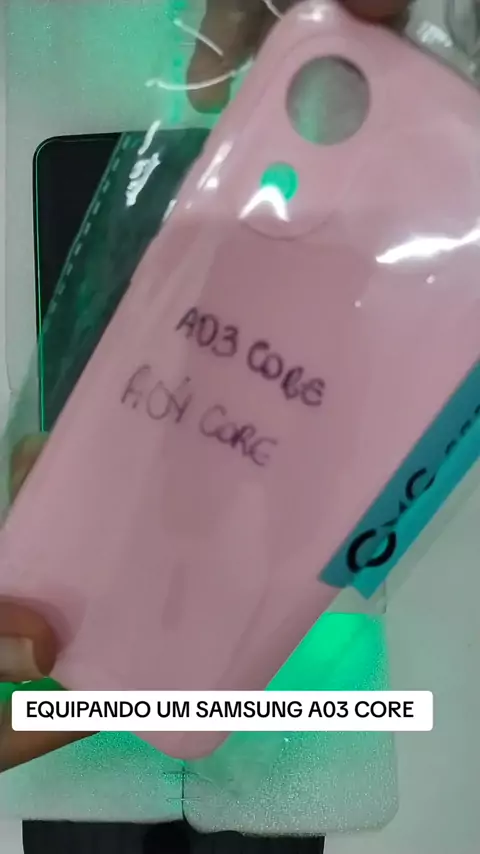 A03 CORE
A04 CORE
EQUIPANDO UM SAMSUNG A03 CORE